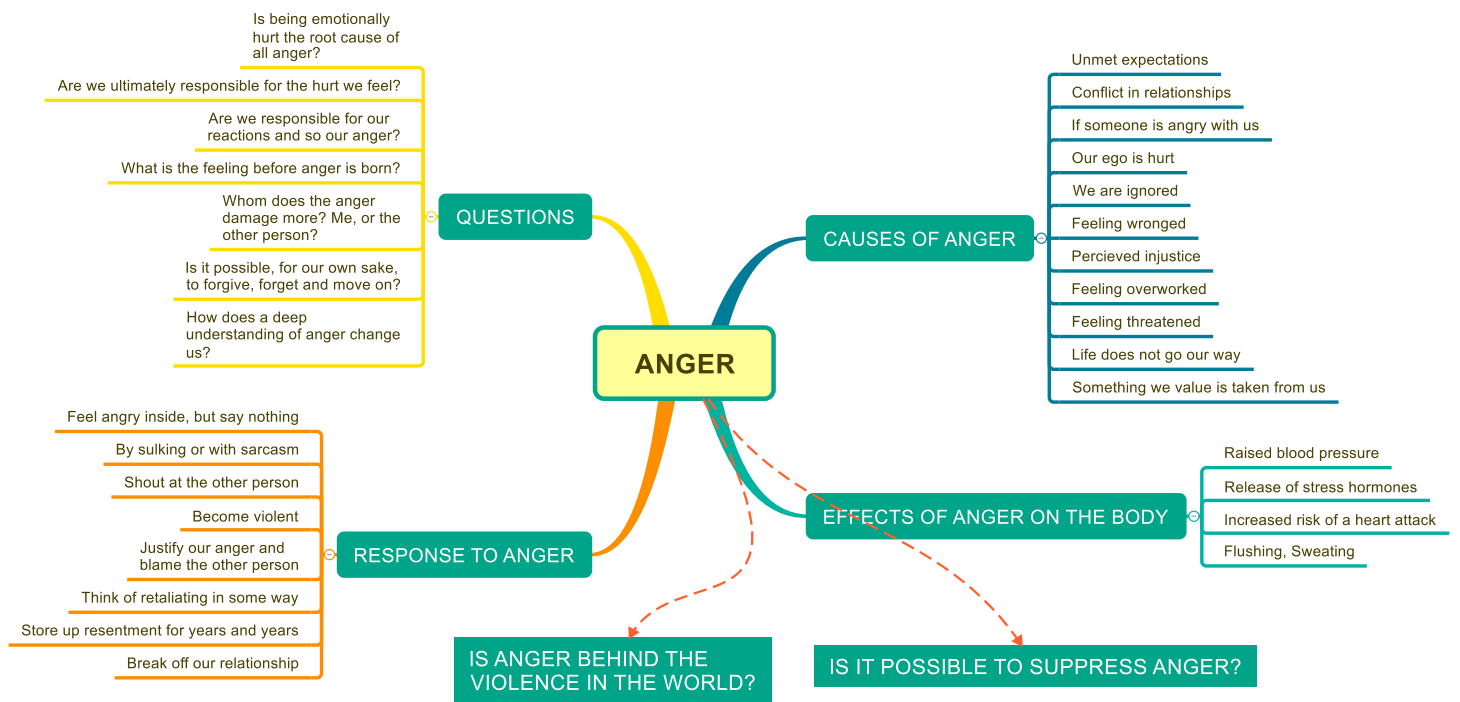 Is being emotionally
hurt the root cause of
all anger?
Are we ultimately responsible for the hurt we feel?
Are we responsible for our
reactions and so our anger?
What is the feeling before anger is born?
Whom does the anger
damage more? Me, or the
other person?
Is it possible, for our own sake,
to forgive, forget and move on?
How does a deep
understanding of anger change
us?
QUESTIONS
CAUSES OF ANGER
Unmet expectations
Conflict in relationships
If someone is angry with us
Our ego is hurt
We are ignored
Feeling wronged
Percieved injustice
Feeling overworked
Feeling threatened
Life does not go our way
Something we value is taken from us
ANGER
Feel angry inside, but say nothing
By sulking or with sarcasm
Shout at the other person
Become violent
Justify our anger and
blame the other person
Think of retaliating in some way
Store up resentment for years and years
Break off our relationship
RESPONSE TO ANGER
EFFECTS OF ANGER ON THE BODY
Raised blood pressure
Release of stress hormones
Increased risk of a heart attack
Flushing, Sweating
IS ANGER BEHIND THE
VIOLENCE IN THE WORLD?
IS IT POSSIBLE TO SUPPRESS ANGER?